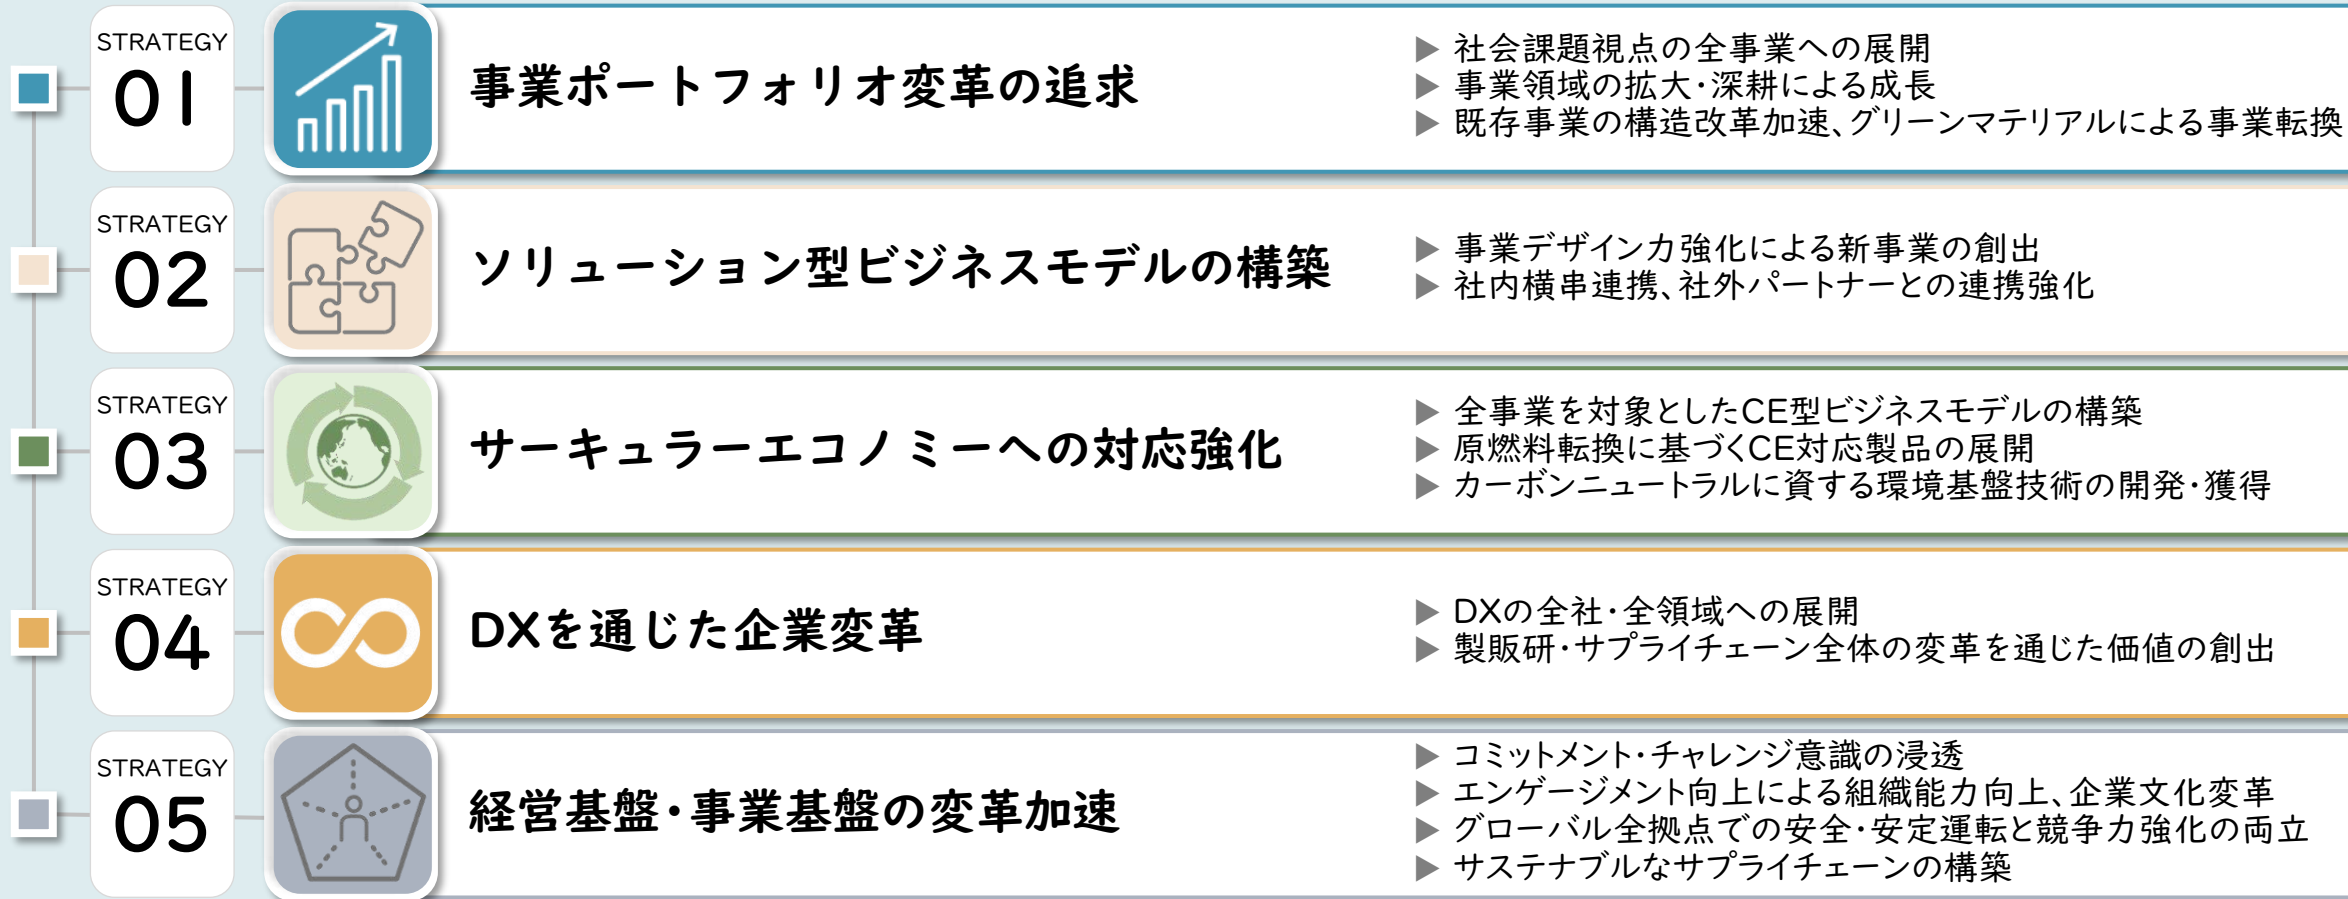 STRATEGY
01
事業ポートフォリオ変革の追求
▶ 社会課題視点の全事業への展開
▶ 事業領域の拡大・深耕による成長
▶ 既存事業の構造改革加速、グリーンマテリアルによる事業転換
STRATEGY
02
ソリューション型ビジネスモデルの構築
▶ 事業デザイン力強化による新事業の創出
▶ 社内横串連携、社外パートナーとの連携強化
STRATEGY
03
サーキュラーエコノミーへの対応強化
▶ 全事業を対象としたCE型ビジネスモデルの構築
▶ 原燃料転換に基づくCE対応製品の展開
▶ カーボンニュートラルに資する環境基盤技術の開発・獲得
STRATEGY
04
DXを通じた企業変革
▶ DXの全社・全領域への展開
▶ 製販研・サプライチェーン全体の変革を通じた価値の創出
STRATEGY
05
経営基盤・事業基盤の変革加速
▶ コミットメント・チャレンジ意識の浸透
▶ エンゲージメント向上による組織能力向上、企業文化変革
▶ グローバル全拠点での安全・安定運転と競争力強化の両立
▶ サステナブルなサプライチェーンの構築